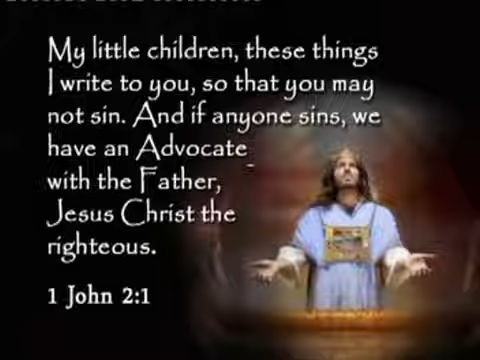 My little children, these things
I write to you, so that you may
not sin. And if anyone sins, we
have an Advocate
with the Father,
Jesus Christ the
righteous.
1 John 2:1